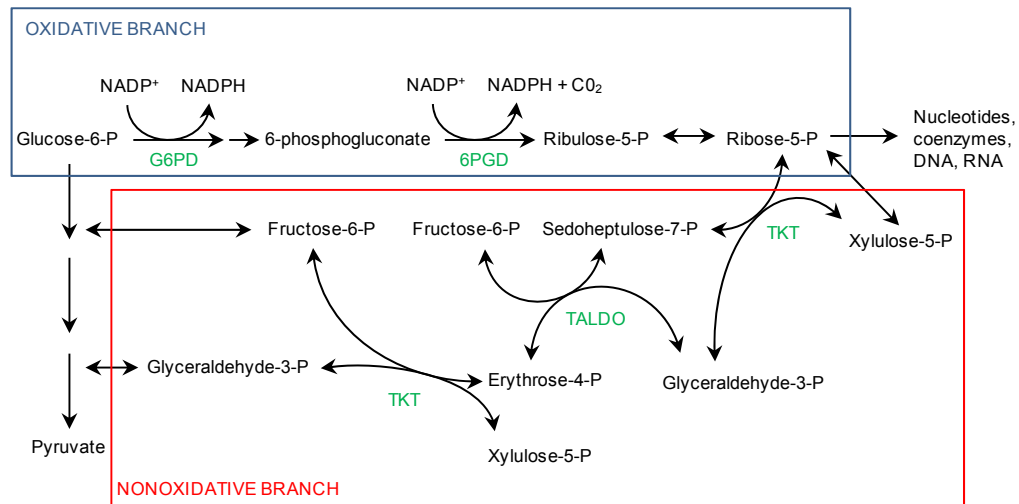 OXIDATIVE BRANCH
NADP⁺ NADPH NADP⁺ NADPH + C0₂
Glucose-6-P 6-phosphogluconate Ribulose-5-P Ribose-5-P
Nucleotides,
coenzymes,
DNA, RNA
G6PD 6PGD
Fructose-6-P Fructose-6-P Sedoheptulose-7-P TKT Xylulose-5-P
TALDO
Glyceraldehyde-3-P Erythrose-4-P Glyceraldehyde-3-P
TKT
Pyruvate Xylulose-5-P
NONOXIDATIVE BRANCH